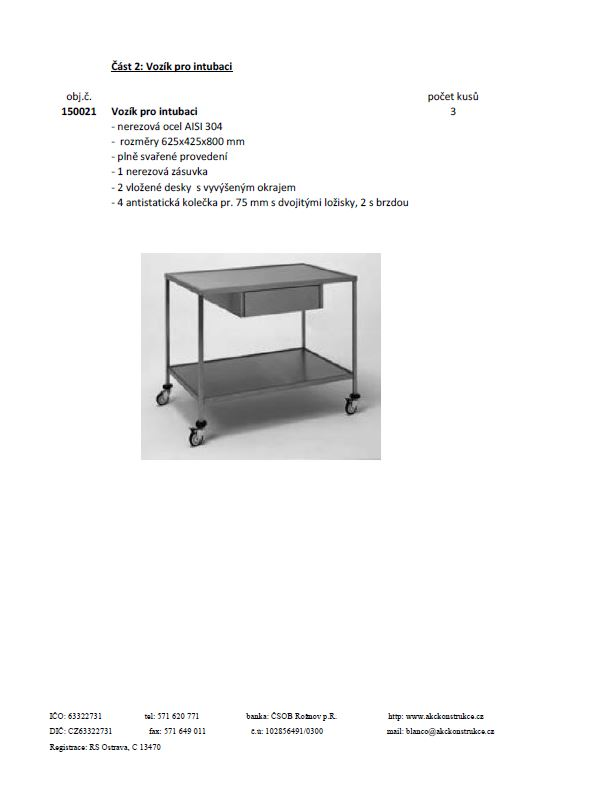 Část 2: Vozík pro intubaci
obj.č. počet kusů
150021 Vozík pro intubaci 3
- nerezová ocel AISI 304
- rozměry 625x425x800 mm
- plně svařené provedení
- 1 nerezová zásuvka
- 2 vložené desky s vyvýšeným okrajem
- 4 antistatická kolečka pr. 75 mm s dvojitými ložisky, 2 s brzdou
IČO: 63322731 tel: 571 620 771 banka: ČSOB Rožnov p.R. http: www.akckonstrukce.cz
DIČ: CZ63322731 fax: 571 649 011 č.u: 102856491/0300 mail: blanco@akckonstrukce.cz
Registrace: RS Ostrava, C 13470